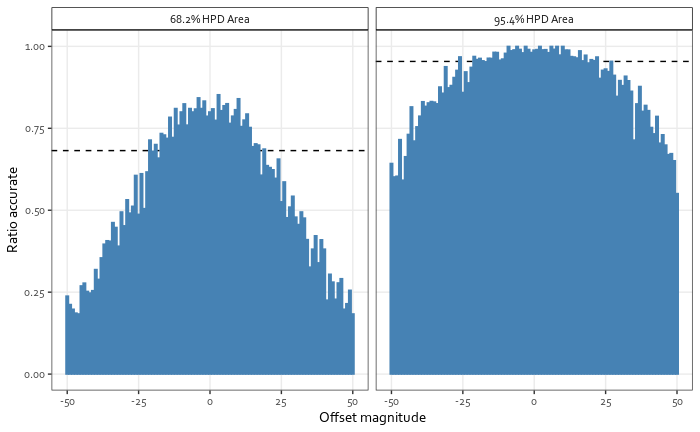 68.2% HPD Area
95.4% HPD Area
Ratio accurate
1.00
0.75
0.50
0.25
0.00
-50 -25 0 25 50
-50 -25 0 25 50
Offset magnitude